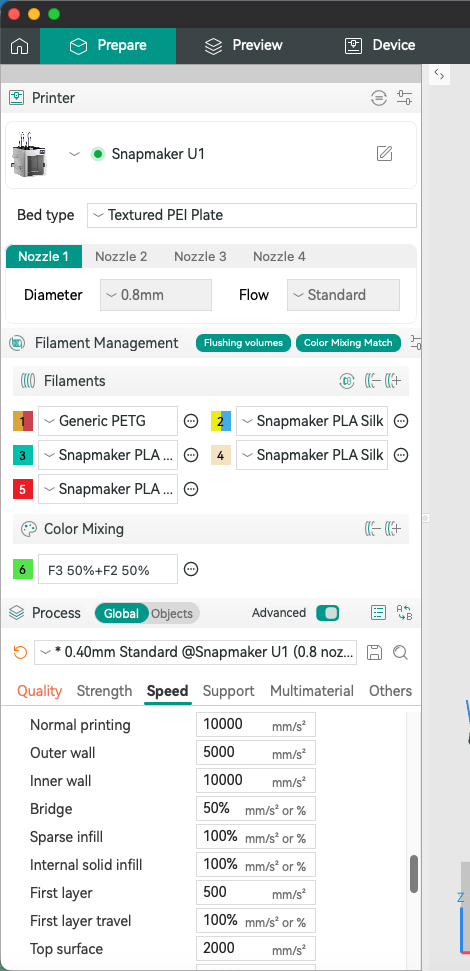 Prepare Preview Device
Printer
Snapmaker U1
Bed type Textured PEI Plate
Nozzle 1 Nozzle 2 Nozzle 3 Nozzle 4
Diameter 0.8mm Flow Standard
Filament Management Flushing volumes Color Mixing Match
Filaments
1 Generic PETG 2 Snapmaker PLA Silk
3 Snapmaker PLA ... 4 Snapmaker PLA Silk
5 Snapmaker PLA ...
Color Mixing
6 F3 50%+F2 50%
Process Global Objects Advanced
* 0.40mm Standard @Snapmaker U1 (0.8 noz...
Quality Strength Speed Support Multimaterial Others
Normal printing 10000 mm/s²
Outer wall 5000 mm/s²
Inner wall 10000 mm/s²
Bridge 50% mm/s² or %
Sparse infill 100% mm/s² or %
Internal solid infill 100% mm/s² or %
First layer 500 mm/s²
First layer travel 100% mm/s² or %
Top surface 2000 mm/s²
Z